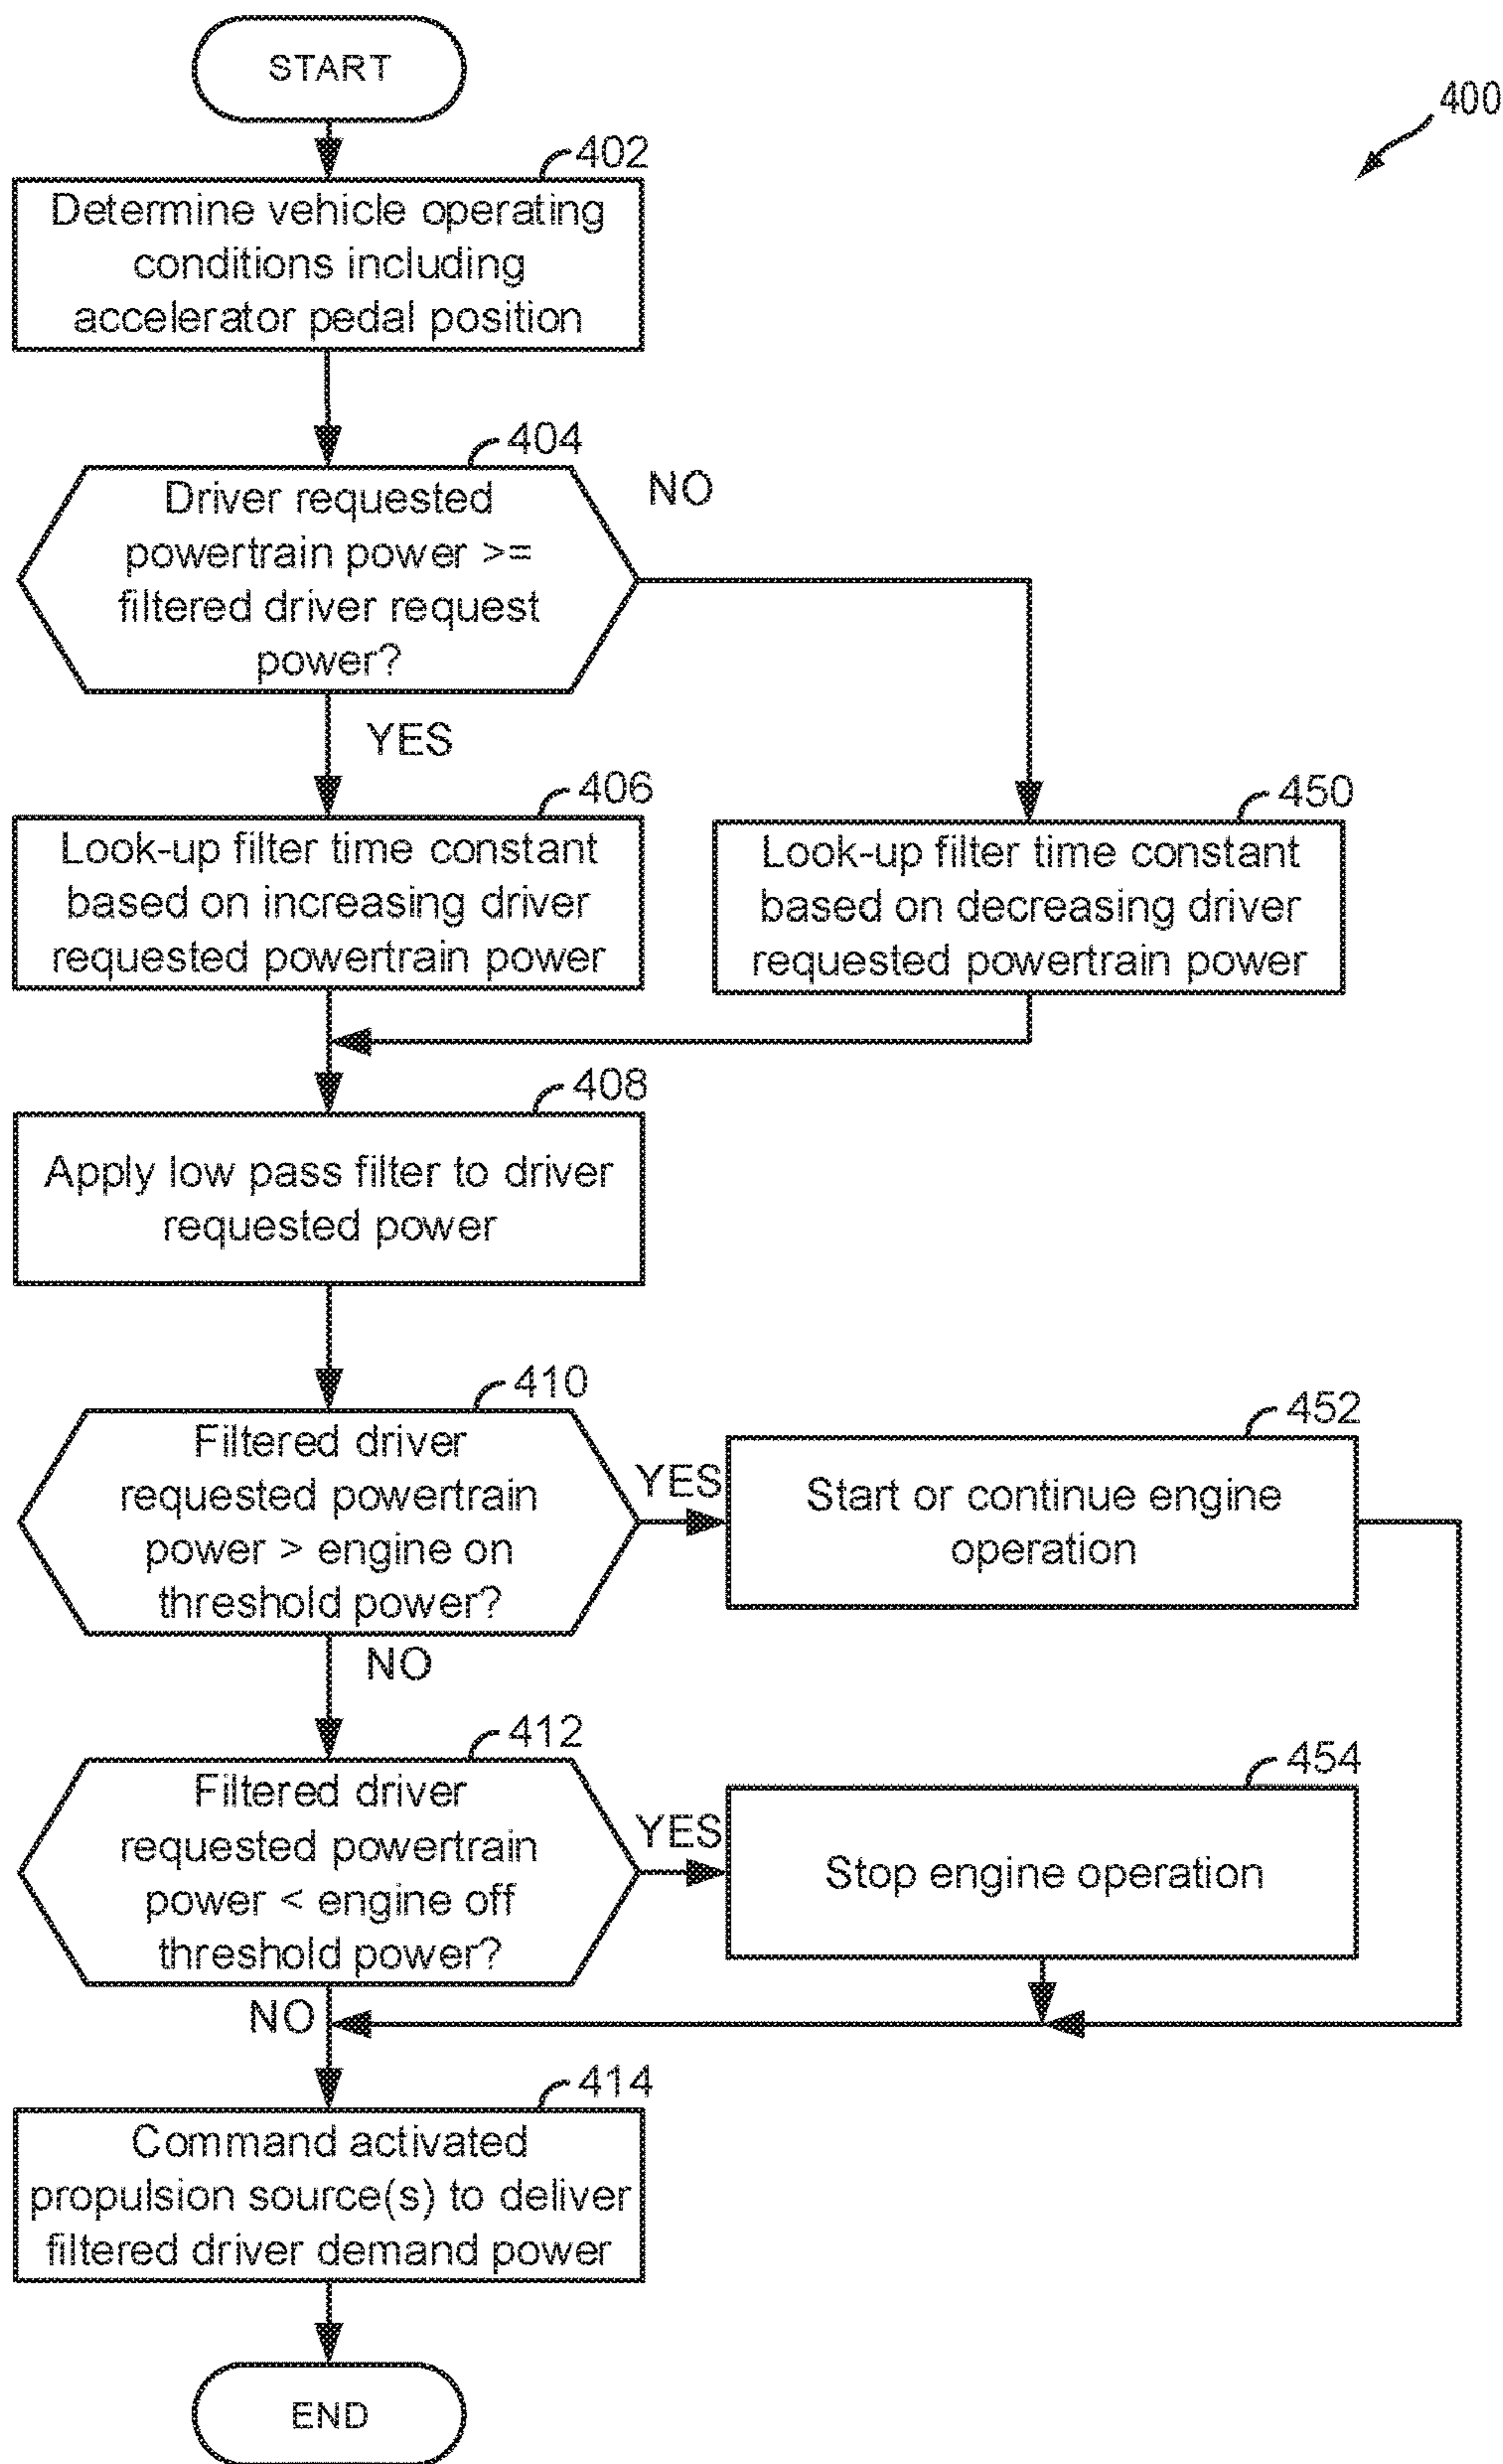 START
400
402
Determine vehicle operating
conditions including
accelerator pedal position
404
Driver requested
powertrain power >=
filtered driver request
power?
NO
YES
406
Look-up filter time constant
based on increasing driver
requested powertrain power
450
Look-up filter time constant
based on decreasing driver
requested powertrain power
408
Apply low pass filter to driver
requested power
410
Filtered driver
requested powertrain
power > engine on
threshold power?
YES
452
Start or continue engine
operation
NO
412
Filtered driver
requested powertrain
power < engine off
threshold power?
YES
454
Stop engine operation
NO
414
Command activated
propulsion source(s) to deliver
filtered driver demand power
END